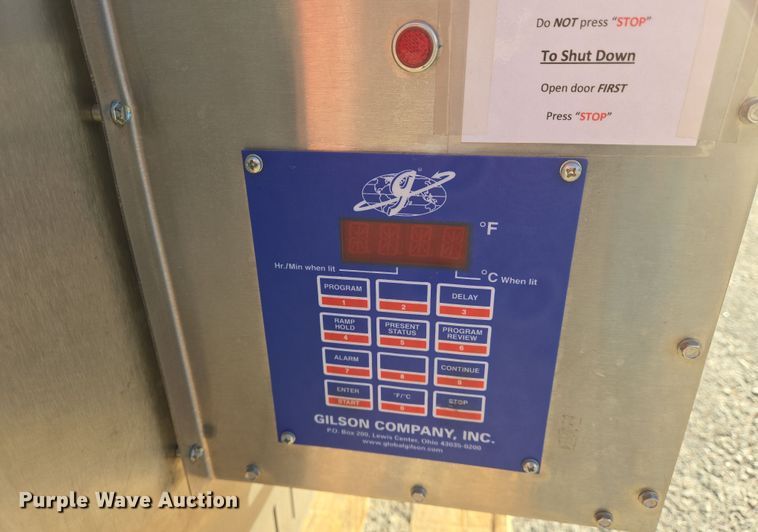 Do NOT press "STOP"
To Shut Down
Open door FIRST
Press "STOP"
°F
Hr./Min when lit
°C When lit
PROGRAM
1
2
DELAY
3
RAMP
HOLD
4
PRESENT
STATUS
5
PROGRAM
REVIEW
6
ALARM
7
8
CONTINUE
9
ENTER
START
°F/°C
0
STOP
GILSON COMPANY, INC.
P.O. Box 200, Lewis Center, Ohio 43035-0200
www.globalgilson.com
Purple Wave Auction